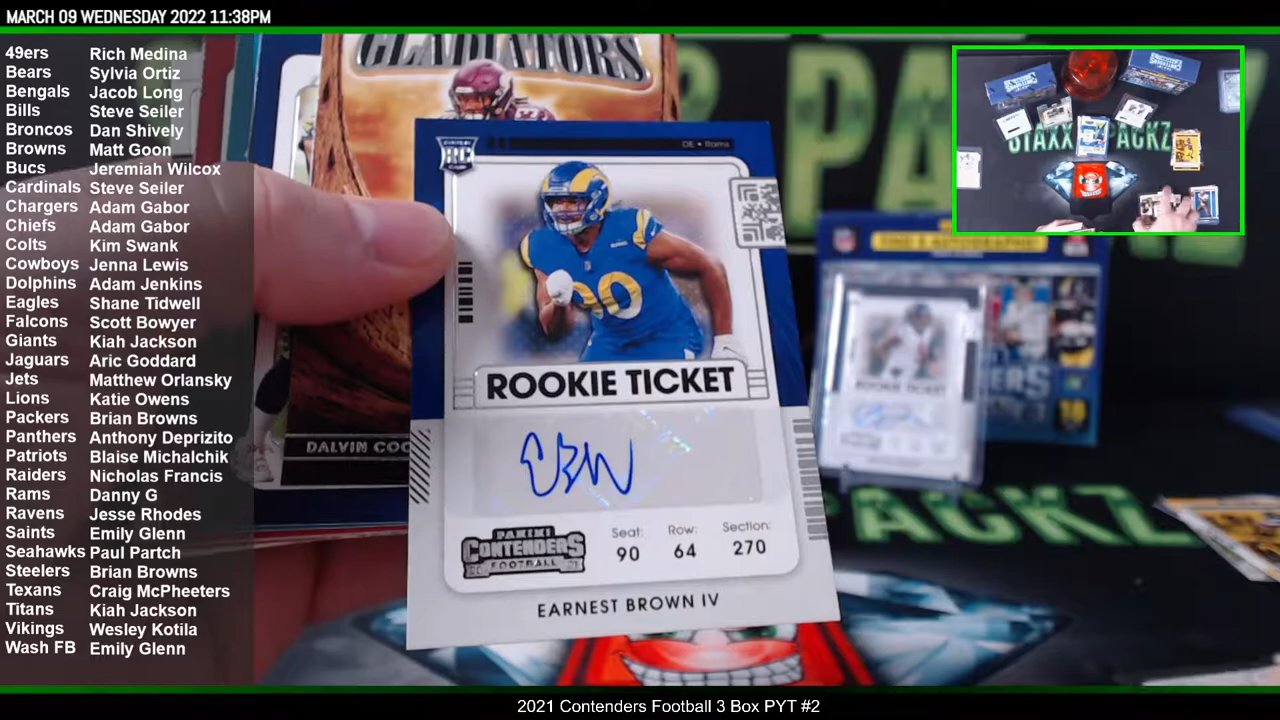 MARCH 09 WEDNESDAY 2022 11:38PM
49ers Rich Medina
Bears Sylvia Ortiz
Bengals Jacob Long
Bills Steve Seiler
Broncos Dan Shively
Browns Matt Goon
Bucs Jeremiah Wilcox
Cardinals Steve Seiler
Chargers Adam Gabor
Chiefs Adam Gabor
Colts Kim Swank
Cowboys Jenna Lewis
Dolphins Adam Jenkins
Eagles Shane Tidwell
Falcons Scott Bowyer
Giants Kiah Jackson
Jaguars Aric Goddard
Jets Matthew Orlansky
Lions Katie Owens
Packers Brian Browns
Panthers Anthony Deprizito
Patriots Blaise Michalchik
Raiders Nicholas Francis
Rams Danny G
Ravens Jesse Rhodes
Saints Emily Glenn
Seahawks Paul Partch
Steelers Brian Browns
Texans Craig McPheeters
Titans Kiah Jackson
Vikings Wesley Kotila
Wash FB Emily Glenn
GLADIATORS
DALVIN COO
RC
DE • Rams
90
ROOKIE TICKET
PANINI
CONTENDERS
FOOTBALL
Seat: Row: Section:
90 64 270
EARNEST BROWN IV
STAXX PACKZ
ROOKIE TICKET
PACKZ
2021 Contenders Football 3 Box PYT #2